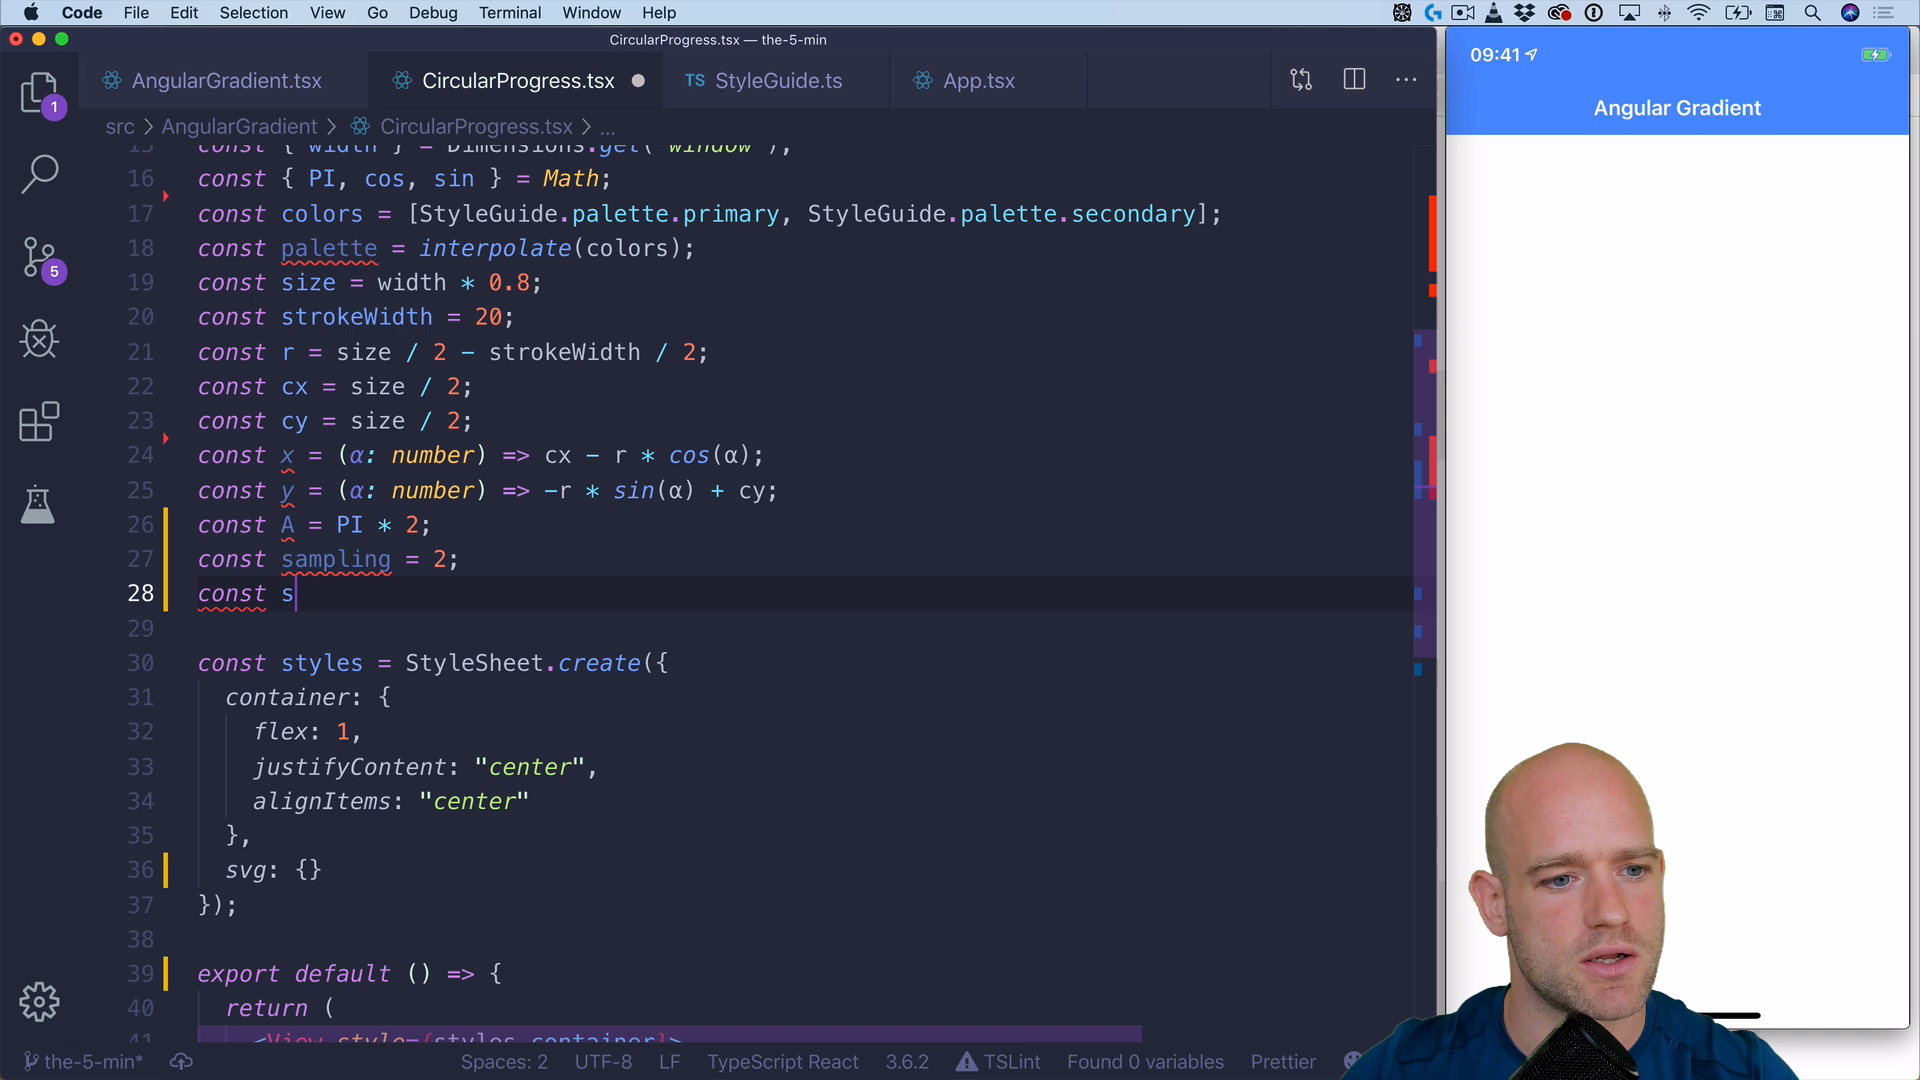 Code File Edit Selection View Go Debug Terminal Window Help
CircularProgress.tsx — the-5-min
AngularGradient.tsx CircularProgress.tsx TS StyleGuide.ts App.tsx
src > AngularGradient > CircularProgress.tsx > ...
15 const { width } = Dimensions.get("window");
16 const { PI, cos, sin } = Math;
17 const colors = [StyleGuide.palette.primary, StyleGuide.palette.secondary];
18 const palette = interpolate(colors);
19 const size = width * 0.8;
20 const strokeWidth = 20;
21 const r = size / 2 - strokeWidth / 2;
22 const cx = size / 2;
23 const cy = size / 2;
24 const x = (α: number) => cx - r * cos(α);
25 const y = (α: number) => -r * sin(α) + cy;
26 const A = PI * 2;
27 const sampling = 2;
28 const s
29
30 const styles = StyleSheet.create({
31 container: {
32 flex: 1,
33 justifyContent: "center",
34 alignItems: "center"
35 },
36 svg: {}
37 });
38
39 export default () => {
40 return (
41 <View style={styles.container}>
1
5
the-5-min* Spaces: 2 UTF-8 LF TypeScript React 3.6.2 TSLint Found 0 variables Prettier
09:41
Angular Gradient